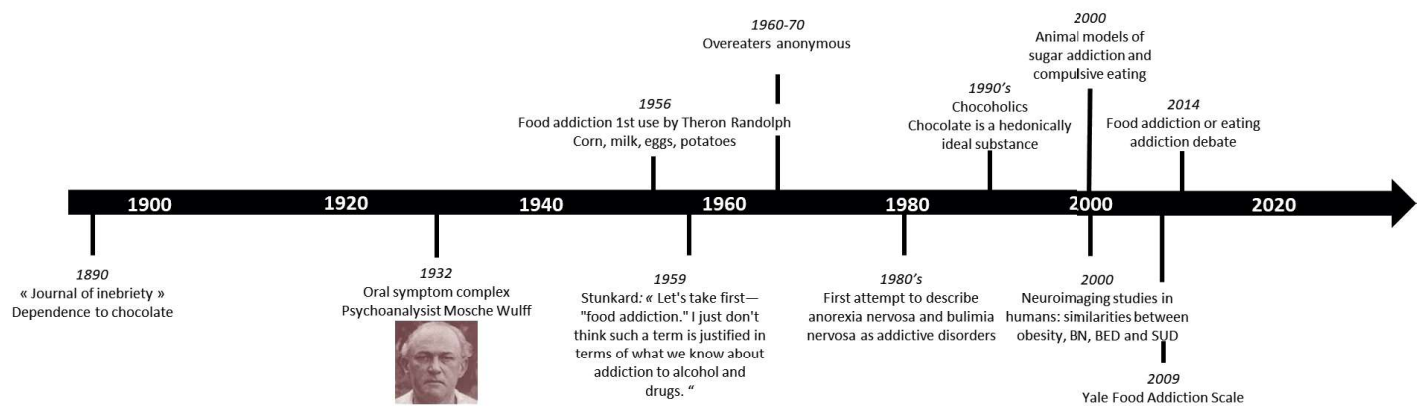 1960-70
Overeaters anonymous
2000
Animal models of
sugar addiction and
compulsive eating
1956
Food addiction 1st use by Theron Randolph
Corn, milk, eggs, potatoes
1990's
Chocoholics
Chocolate is a hedonically
ideal substance
2014
Food addiction or eating
addiction debate
1900 1920 1940 1960 1980 2000 2020
1890
« Journal of inebriety »
Dependence to chocolate
1932
Oral symptom complex
Psychoanalyst Mosche Wulff
1959
Stunkard: « Let's take first—
"food addiction." I just don't
think such a term is justified in
terms of what we know about
addiction to alcohol and
drugs. “
1980's
First attempt to describe
anorexia nervosa and bulimia
nervosa as addictive disorders
2000
Neuroimaging studies in
humans: similarities between
obesity, BN, BED and SUD
2009
Yale Food Addiction Scale